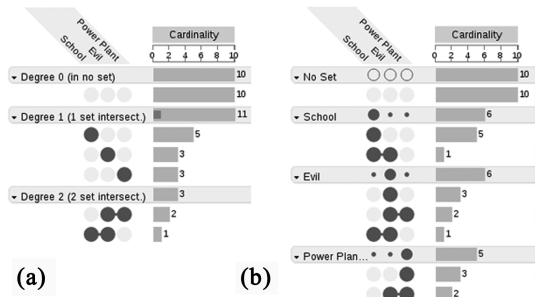 School
Evil
Power Plant
Cardinality
0 2 4 6 8 10
Degree 0 (in no set) 10
10
Degree 1 (1 set intersect.) 11
5
3
3
Degree 2 (2 set intersect.) 3
2
1
(a)
School
Evil
Power Plant
Cardinality
0 2 4 6 8 10
No Set 10
10
School 6
5
1
Evil 6
3
2
1
Power Plan... 5
3
2
(b)